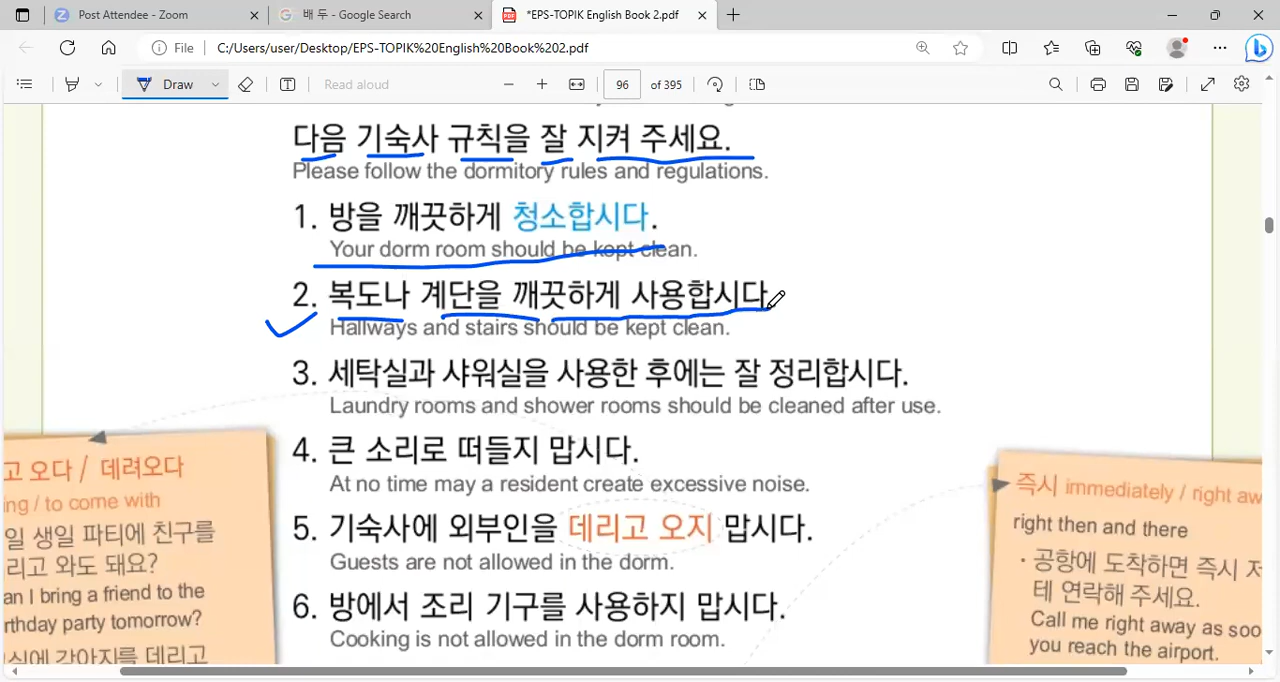 Post Attendee - Zoom
배 두 - Google Search
*EPS-TOPIK English Book 2.pdf
File
C:/Users/user/Desktop/EPS-TOPIK%20English%20Book%202.pdf
Draw
Read aloud
96 of 395
다음 기숙사 규칙을 잘 지켜 주세요.
Please follow the dormitory rules and regulations.
1. 방을 깨끗하게 청소합시다.
Your dorm room should be kept clean.
2. 복도나 계단을 깨끗하게 사용합시다.
Hallways and stairs should be kept clean.
3. 세탁실과 샤워실을 사용한 후에는 잘 정리합시다.
Laundry rooms and shower rooms should be cleaned after use.
4. 큰 소리로 떠들지 맙시다.
At no time may a resident create excessive noise.
5. 기숙사에 외부인을 데리고 오지 맙시다.
Guests are not allowed in the dorm.
6. 방에서 조리 기구를 사용하지 맙시다.
Cooking is not allowed in the dorm room.
고 오다 / 데려오다
ing / to come with
일 생일 파티에 친구를
리고 와도 돼요?
an I bring a friend to the
rthday party tomorrow?
강아지를 데리고
즉시 immediately / right aw
right then and there
· 공항에 도착하면 즉시 저
테 연락해 주세요.
Call me right away as soo
you reach the airport.